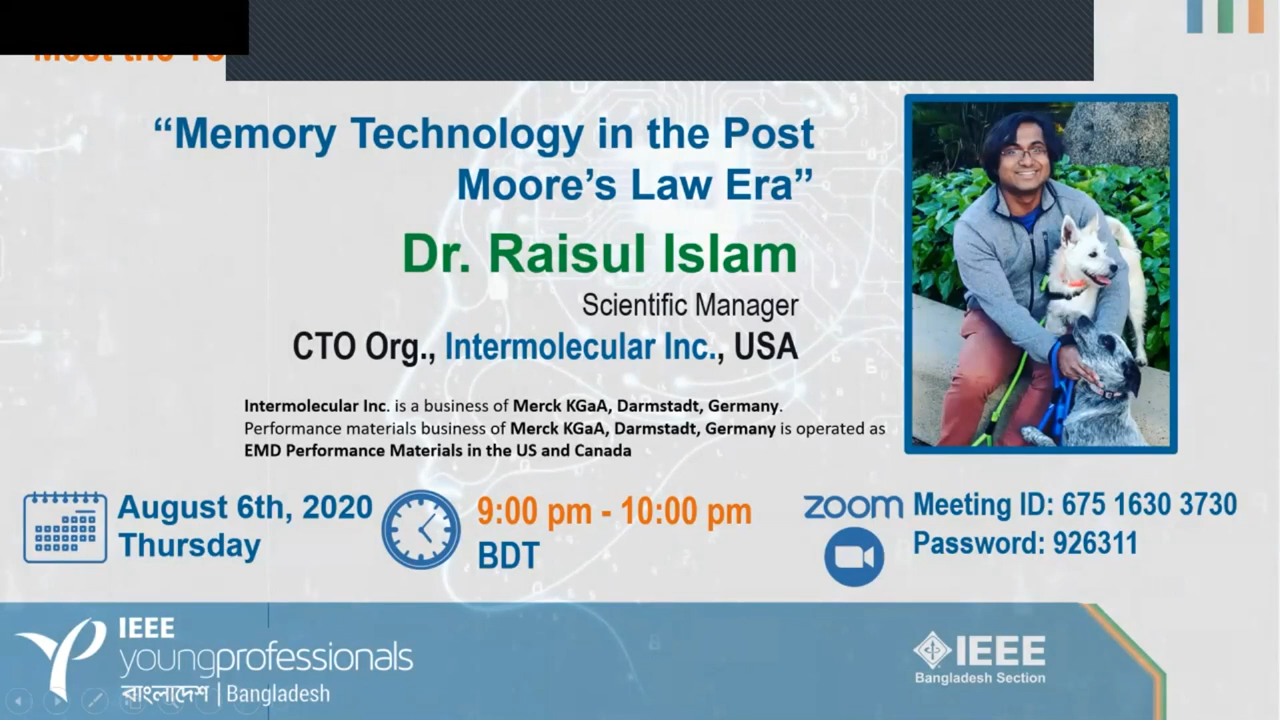 “Memory Technology in the Post
Moore’s Law Era”
Dr. Raisul Islam
Scientific Manager
CTO Org., Intermolecular Inc., USA
Intermolecular Inc. is a business of Merck KGaA, Darmstadt, Germany.
Performance materials business of Merck KGaA, Darmstadt, Germany is operated as
EMD Performance Materials in the US and Canada
August 6th, 2020
Thursday
9:00 pm - 10:00 pm
BDT
zoom
Meeting ID: 675 1630 3730
Password: 926311
IEEE
youngprofessionals
বাংলাদেশ | Bangladesh
IEEE
Bangladesh Section